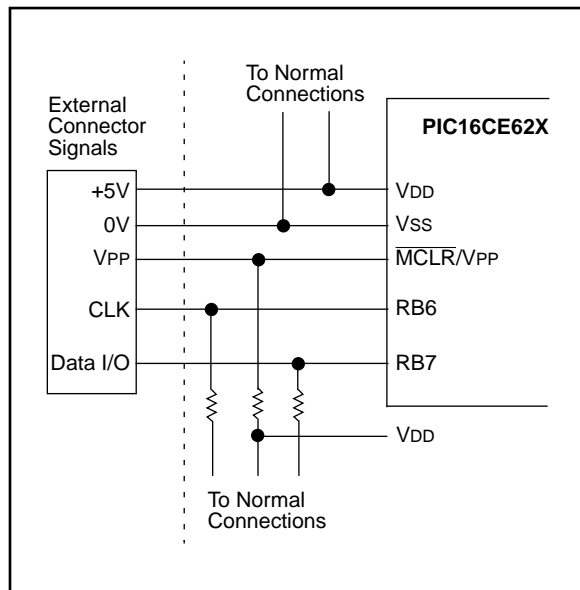 To Normal
Connections
External
Connector
Signals
PIC16CE62X
+5V
VDD
0V
VSS
VPP
MCLR/VPP
CLK
RB6
Data I/O
RB7
VDD
To Normal
Connections